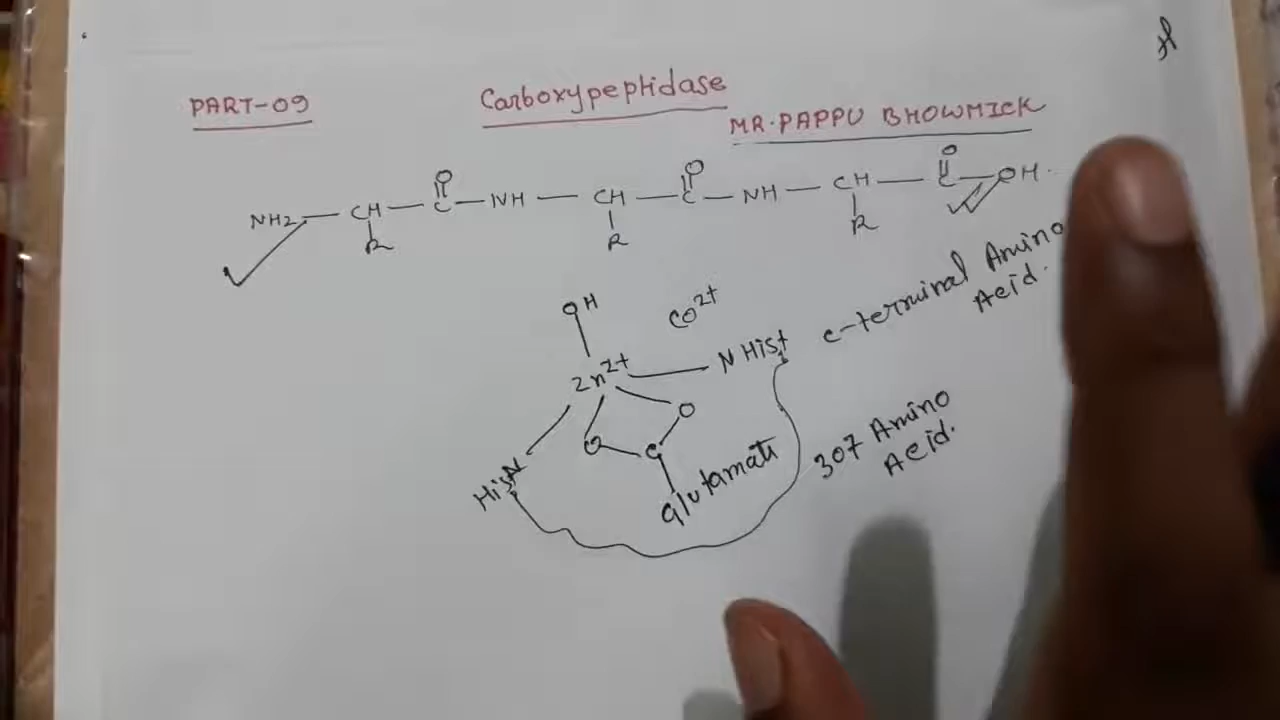 PART-09
Carboxypeptidase
MR. PAPPU BHOWMICK
O O O
NH2 — CH — C — NH — CH — C — NH — CH — C — OH
R R R
OH
Co2+
Zn2+ — N Hist
C-terminal Amino
Acid.
O
O C
HisN
Glutamate
307 Amino
Acid.